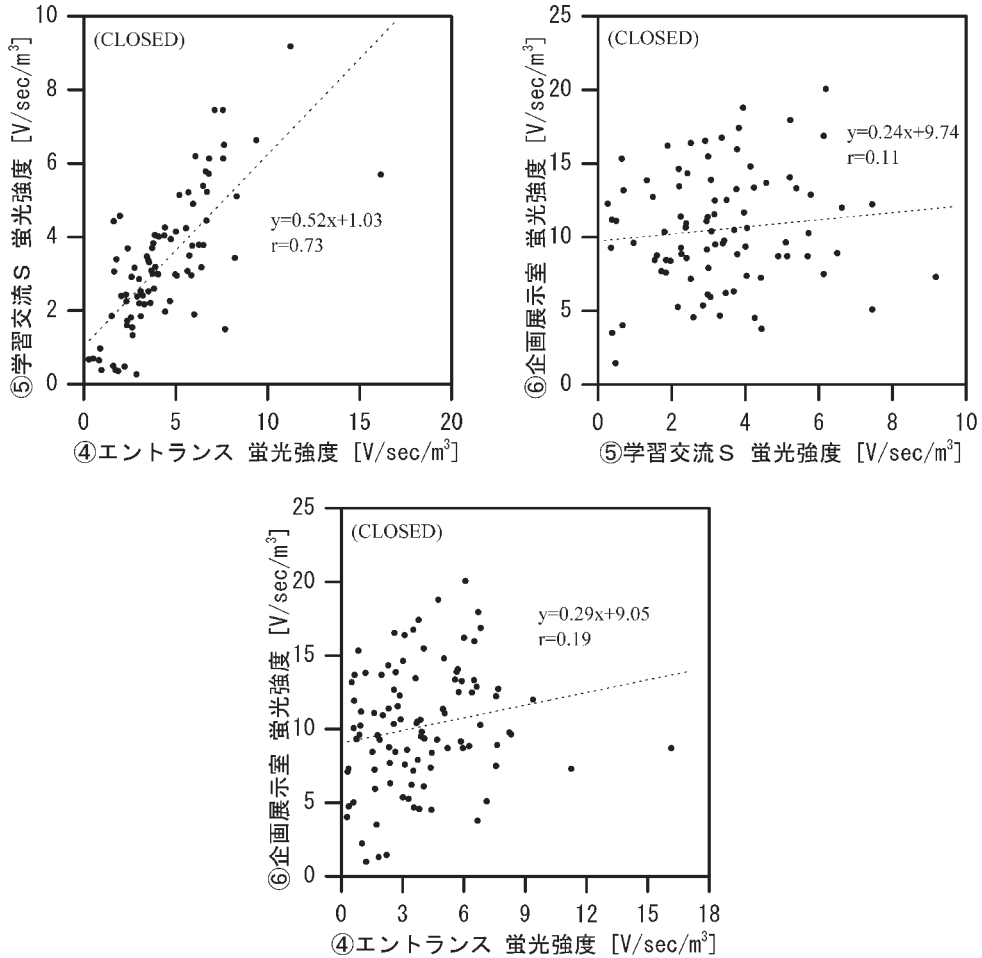 (CLOSED)
y=0.52x+1.03
r=0.73
10
8
6
4
2
0
0 5 10 15 20
⑤学習交流S 蛍光強度 [V/sec/m³]
④エントランス 蛍光強度 [V/sec/m³]
(CLOSED)
y=0.24x+9.74
r=0.11
25
20
15
10
5
0
0 2 4 6 8 10
⑥企画展示室 蛍光強度 [V/sec/m³]
⑤学習交流S 蛍光強度 [V/sec/m³]
(CLOSED)
y=0.29x+9.05
r=0.19
25
20
15
10
5
0
0 3 6 9 12 15 18
⑥企画展示室 蛍光強度 [V/sec/m³]
④エントランス 蛍光強度 [V/sec/m³]